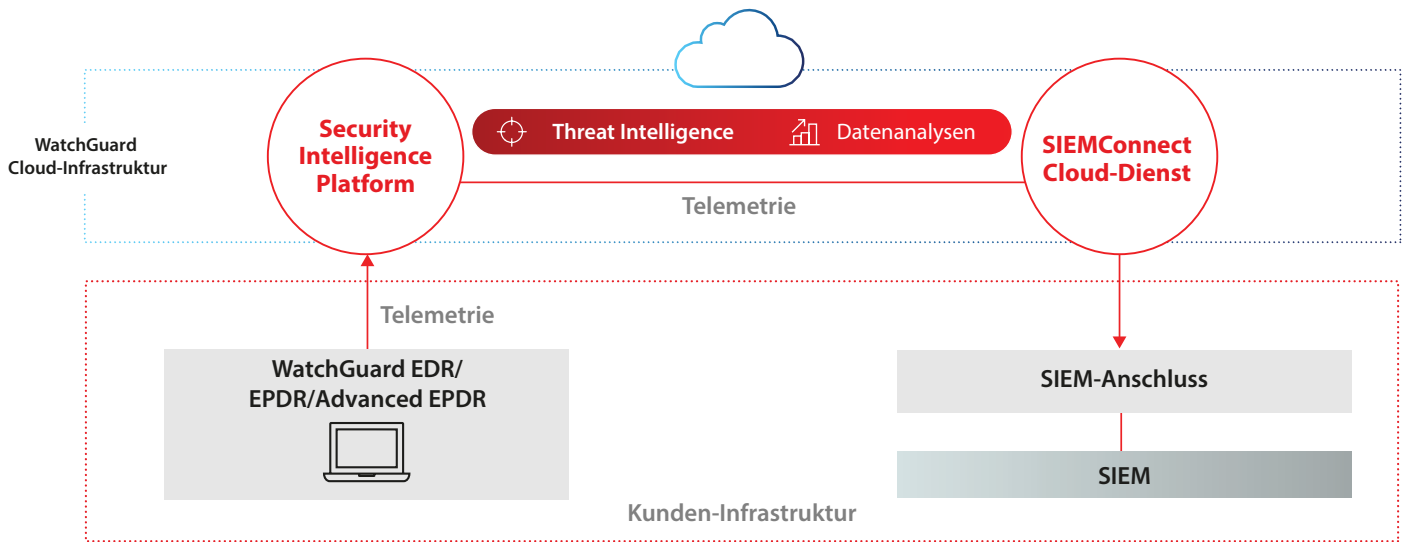 WatchGuard
Cloud-Infrastruktur
Security
Intelligence
Platform
Threat Intelligence
Datenanalysen
SIEMConnect
Cloud-Dienst
Telemetrie
Telemetrie
WatchGuard EDR/
EPDR/Advanced EPDR
SIEM-Anschluss
SIEM
Kunden-Infrastruktur